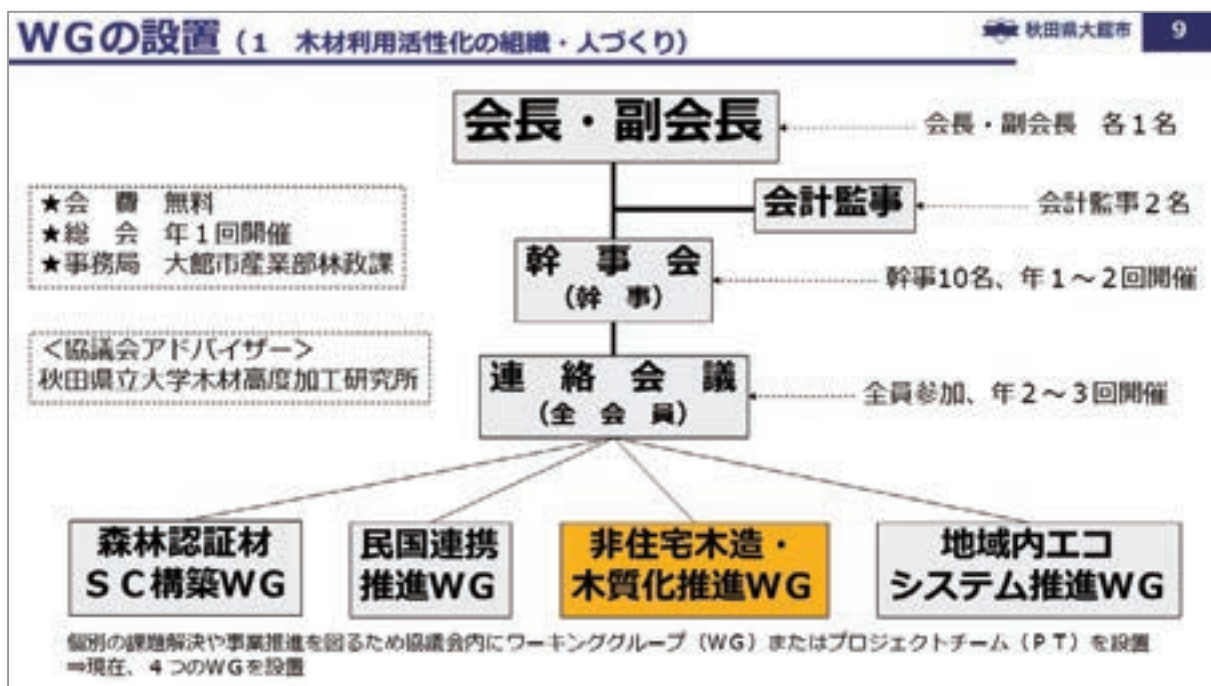 WGの設置（1　木材利用活性化の組織・人づくり）
秋田県大館市
9
会長・副会長
会長・副会長　各1名
会計監事
会計監事2名
★会　費　無料
★総　会　年1回開催
★事務局　大館市産業部林政課
幹　事　会
（幹　事）
幹事10名、年1～2回開催
＜協議会アドバイザー＞
秋田県立大学木材高度加工研究所
連　絡　会　議
（全　会　員）
全員参加、年2～3回開催
森林認証材
ＳＣ構築WG
民国連携
推進WG
非住宅木造・
木質化推進WG
地域内エコ
システム推進WG
個別の課題解決や事業推進を図るため協議会内にワーキンググループ（WG）またはプロジェクトチーム（PT）を設置
⇒現在、4つのWGを設置